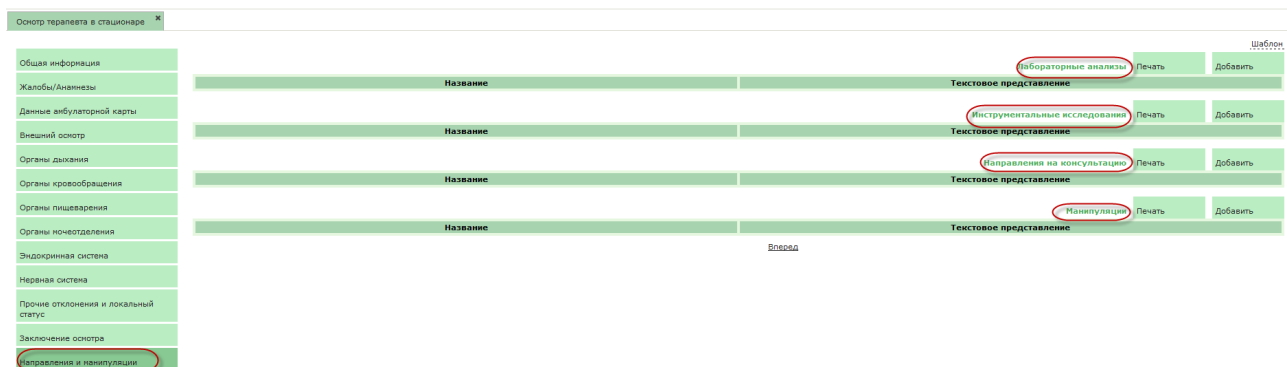 Осмотр терапевта в стационаре ×
Шаблон
Общая информация
Жалобы/Анамнезы
Данные амбулаторной карты
Внешний осмотр
Органы дыхания
Органы кровообращения
Органы пищеварения
Органы мочеотделения
Эндокринная система
Нервная система
Прочие отклонения и локальный
статус
Заключение осмотра
Направления и манипуляции
Лабораторные анализы Печать Добавить
Название Текстовое представление
Инструментальные исследования Печать Добавить
Название Текстовое представление
Направления на консультацию Печать Добавить
Название Текстовое представление
Манипуляции Печать Добавить
Название Текстовое представление
Вперед